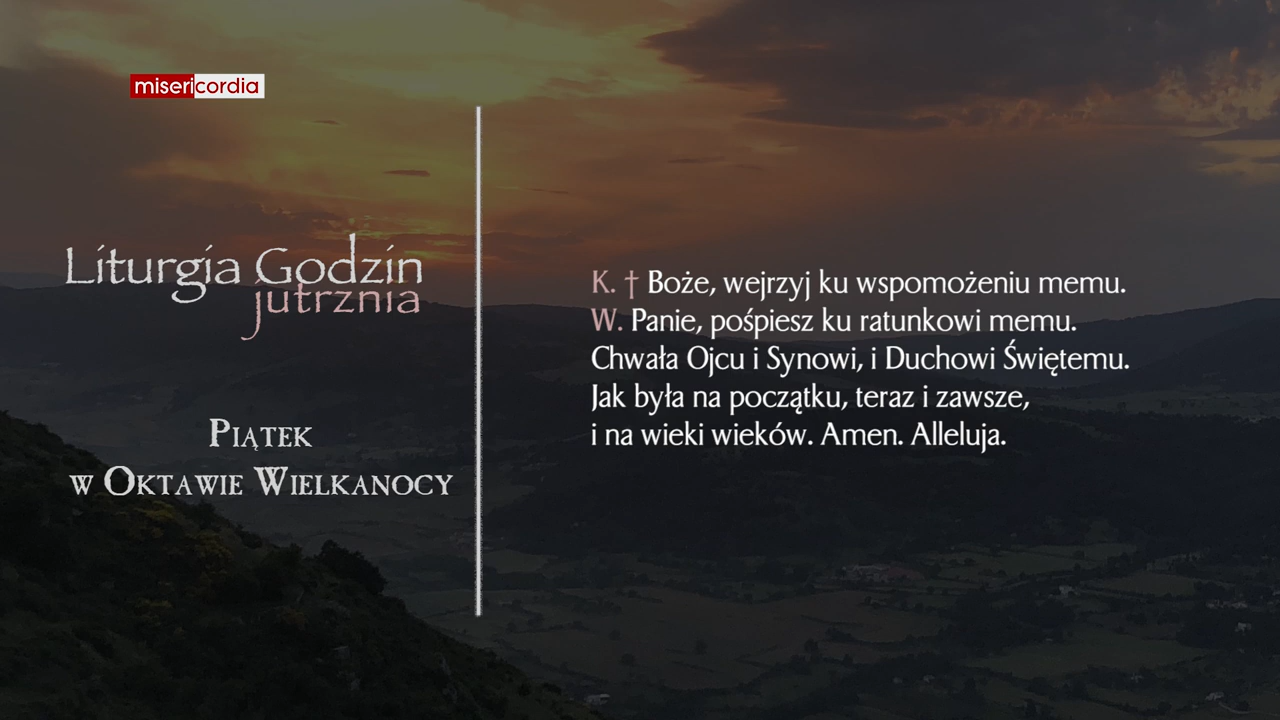 misericordia
Liturgia Godzin
jutrznia
Piątek
w Oktawie Wielkanocy
K. † Boże, wejrzyj ku wspomożeniu memu.
W. Panie, pośpiesz ku ratunkowi memu.
Chwała Ojcu i Synowi, i Duchowi Świętemu.
Jak była na początku, teraz i zawsze,
i na wieki wieków. Amen. Alleluja.